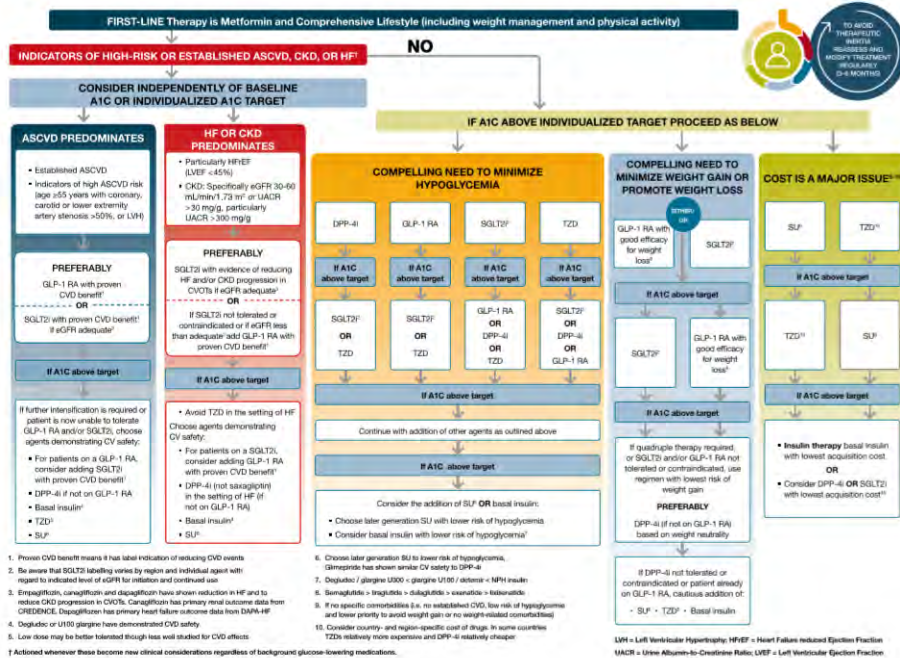 FIRST-LINE Therapy is Metformin and Comprehensive Lifestyle (including weight management and physical activity)
TO AVOID
THERAPEUTIC
INERTIA
REASSESS AND
MODIFY TREATMENT
REGULARLY
(3–6 MONTHS)
INDICATORS OF HIGH-RISK OR ESTABLISHED ASCVD, CKD, OR HF†
NO
CONSIDER INDEPENDENTLY OF BASELINE
A1C OR INDIVIDUALIZED A1C TARGET
IF A1C ABOVE INDIVIDUALIZED TARGET PROCEED AS BELOW
ASCVD PREDOMINATES
▪ Established ASCVD
▪ Indicators of high ASCVD risk
(age ≥55 years with coronary,
carotid or lower extremity
artery stenosis >50%, or LVH)
PREFERABLY
GLP-1 RA with proven
CVD benefit¹
OR
SGLT2i with proven CVD benefit¹
if eGFR adequate²
If A1C above target
If further intensification is required or
patient is now unable to tolerate
GLP-1 RA and/or SGLT2i, choose
agents demonstrating CV safety:
▪ For patients on a GLP-1 RA,
consider adding SGLT2i
with proven CVD benefit¹
▪ DPP-4i if not on GLP-1 RA
▪ Basal insulin⁴
▪ TZD⁵
▪ SU⁶
HF OR CKD
PREDOMINATES
▪ Particularly HFrEF
(LVEF <45%)
▪ CKD: Specifically eGFR 30-60
mL/min/1.73 m² or UACR
>30 mg/g, particularly
UACR >300 mg/g
PREFERABLY
SGLT2i with evidence of reducing
HF and/or CKD progression in
CVOTs if eGFR adequate³
OR
If SGLT2i not tolerated or
contraindicated or if eGFR less
than adequate² add GLP-1 RA with
proven CVD benefit¹
If A1C above target
▪ Avoid TZD in the setting of HF
Choose agents demonstrating
CV safety:
▪ For patients on a SGLT2i,
consider adding GLP-1 RA
with proven CVD benefit¹
▪ DPP-4i (not saxagliptin)
in the setting of HF (if
not on GLP-1 RA)
▪ Basal insulin⁴
▪ SU⁶
COMPELLING NEED TO MINIMIZE
HYPOGLYCEMIA
DPP-4i
GLP-1 RA
SGLT2i²
TZD
If A1C
above target
If A1C
above target
If A1C
above target
If A1C
above target
SGLT2i²
OR
TZD
SGLT2i²
OR
TZD
GLP-1 RA
OR
DPP-4i
OR
TZD
SGLT2i²
OR
DPP-4i
OR
GLP-1 RA
If A1C above target
Continue with addition of other agents as outlined above
If A1C above target
Consider the addition of SU⁶ OR basal insulin:
▪ Choose later generation SU with lower risk of hypoglycemia
▪ Consider basal insulin with lower risk of hypoglycemia⁷
COMPELLING NEED TO
MINIMIZE WEIGHT GAIN OR
PROMOTE WEIGHT LOSS
EITHER/
OR
GLP-1 RA with
good efficacy
for weight
loss⁸
SGLT2i²
If A1C above target
SGLT2i²
GLP-1 RA with
good efficacy
for weight
loss⁸
If A1C above target
If quadruple therapy required,
or SGLT2i and/or GLP-1 RA not
tolerated or contraindicated, use
regimen with lowest risk of
weight gain
PREFERABLY
DPP-4i (if not on GLP-1 RA)
based on weight neutrality
If DPP-4i not tolerated or
contraindicated or patient already
on GLP-1 RA, cautious addition of:
▪ SU⁶ ▪ TZD⁵ ▪ Basal insulin
COST IS A MAJOR ISSUE⁹⁻¹⁰
SU⁶
TZD¹⁰
If A1C above target
TZD¹⁰
SU⁶
If A1C above target
▪ Insulin therapy basal insulin
with lowest acquisition cost
OR
▪ Consider DPP-4i OR SGLT2i
with lowest acquisition cost¹⁰
1. Proven CVD benefit means it has label indication of reducing CVD events
2. Be aware that SGLT2i labelling varies by region and individual agent with
regard to indicated level of eGFR for initiation and continued use
3. Empagliflozin, canagliflozin and dapagliflozin have shown reduction in HF and to
reduce CKD progression in CVOTs. Canagliflozin has primary renal outcome data from
CREDENCE. Dapagliflozin has primary heart failure outcome data from DAPA-HF
4. Degludec or U100 glargine have demonstrated CVD safety
5. Low dose may be better tolerated though less well studied for CVD effects
6. Choose later generation SU to lower risk of hypoglycemia,
Glimepiride has shown similar CV safety to DPP-4i
7. Degludec / glargine U300 < glargine U100 / detemir < NPH insulin
8. Semaglutide > liraglutide > dulaglutide > exenatide > lixisenatide
9. If no specific comorbidities (i.e. no established CVD, low risk of hypoglycemia
and lower priority to avoid weight gain or no weight-related comorbidities)
10. Consider country- and region-specific cost of drugs. In some countries
TZDs relatively more expensive and DPP-4i relatively cheaper
† Actioned whenever these become new clinical considerations regardless of background glucose-lowering medications.
LVH = Left Ventricular Hypertrophy; HFrEF = Heart Failure reduced Ejection Fraction
UACR = Urine Albumin-to-Creatinine Ratio; LVEF = Left Ventricular Ejection Fraction